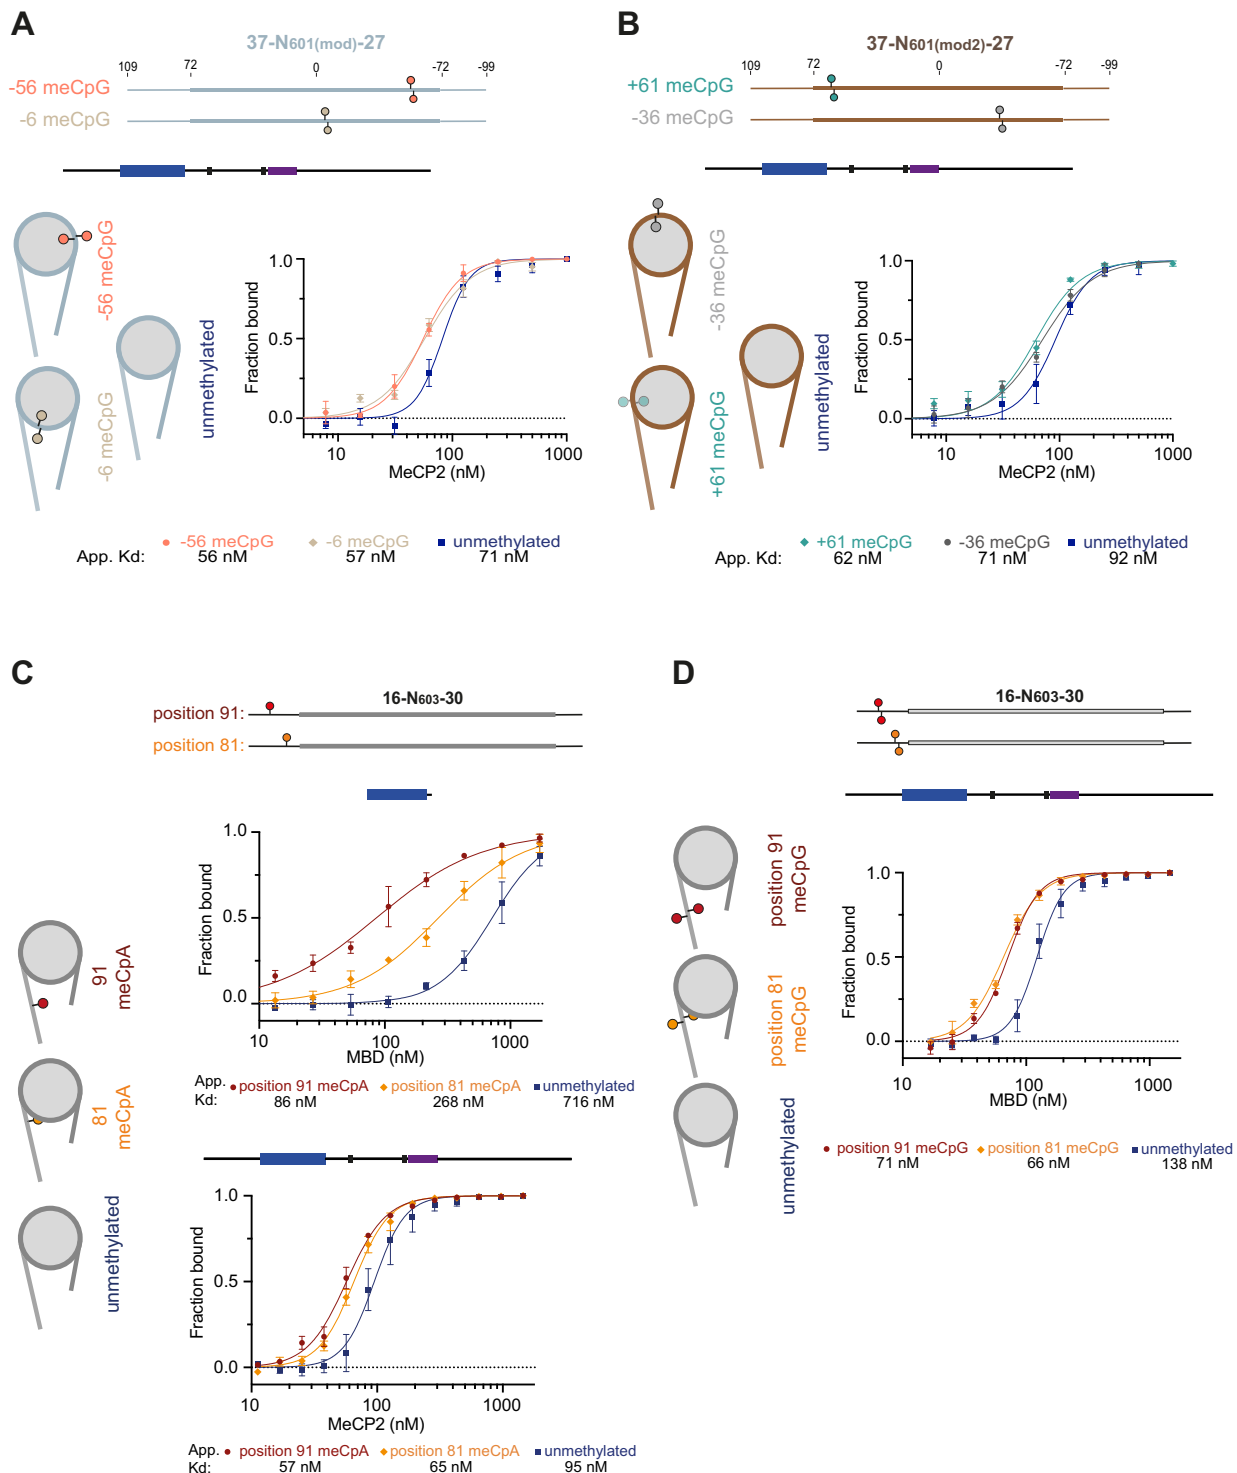 A
37-N601(mod)-27
109 72 0 -72 -99
-56 meCpG
-6 meCpG
-56 meCpG
-6 meCpG
unmethylated
Fraction bound
1.0
0.5
0.0
10 100 1000
MeCP2 (nM)
-56 meCpG -6 meCpG unmethylated
App. Kd: 56 nM 57 nM 71 nM
B
37-N601(mod2)-27
109 72 0 -72 -99
+61 meCpG
-36 meCpG
-36 meCpG
+61 meCpG
unmethylated
Fraction bound
1.0
0.5
0.0
10 100 1000
MeCP2 (nM)
+61 meCpG -36 meCpG unmethylated
App. Kd: 62 nM 71 nM 92 nM
C
16-N603-30
position 91:
position 81:
91 meCpA
81 meCpA
unmethylated
Fraction bound
1.0
0.5
0.0
10 100 1000
MBD (nM)
App. position 91 meCpA position 81 meCpA unmethylated
Kd: 86 nM 268 nM 716 nM
Fraction bound
1.0
0.5
0.0
10 100 1000
MeCP2 (nM)
App. position 91 meCpA position 81 meCpA unmethylated
Kd: 57 nM 65 nM 95 nM
D
16-N603-30
position 91 meCpG
position 81 meCpG
unmethylated
Fraction bound
1.0
0.5
0.0
10 100 1000
MBD (nM)
position 91 meCpG position 81 meCpG unmethylated
71 nM 66 nM 138 nM